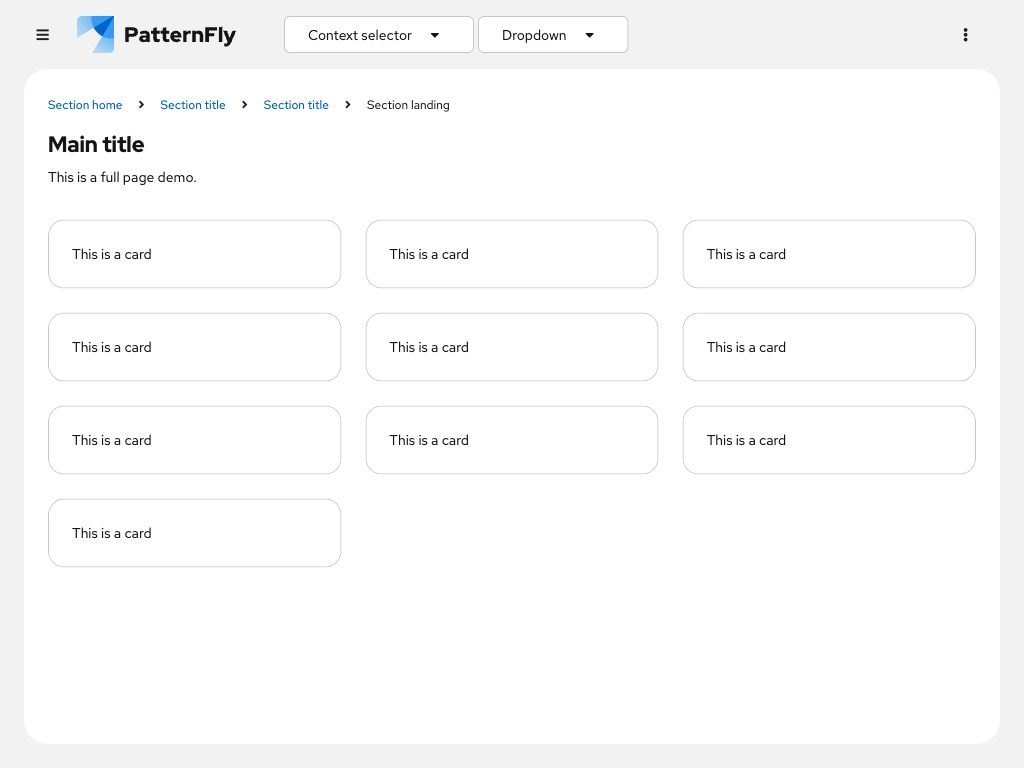 PatternFly Context selector Dropdown
Section home Section title Section title Section landing
Main title
This is a full page demo.
This is a card This is a card This is a card
This is a card This is a card This is a card
This is a card This is a card This is a card
This is a card